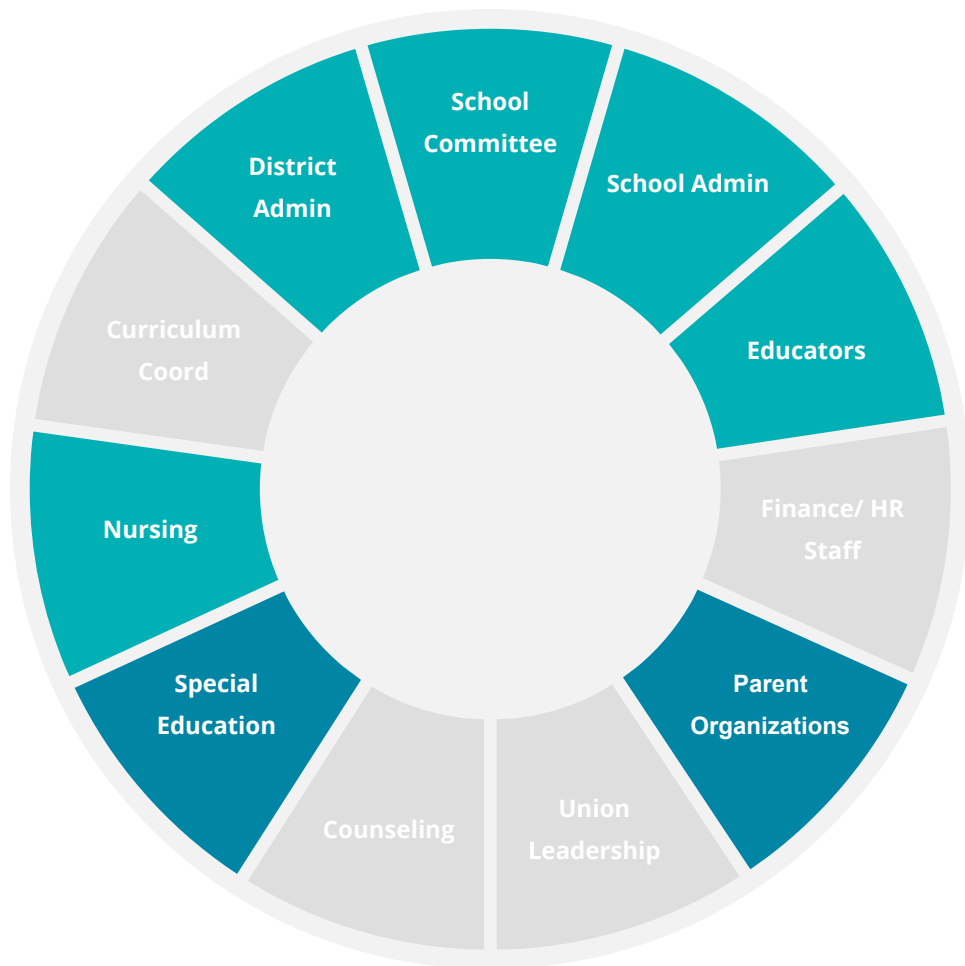 School
Committee
School Admin
Educators
Finance/ HR
Staff
Parent
Organizations
Union
Leadership
Counseling
Special
Education
Nursing
Curriculum
Coord
District
Admin